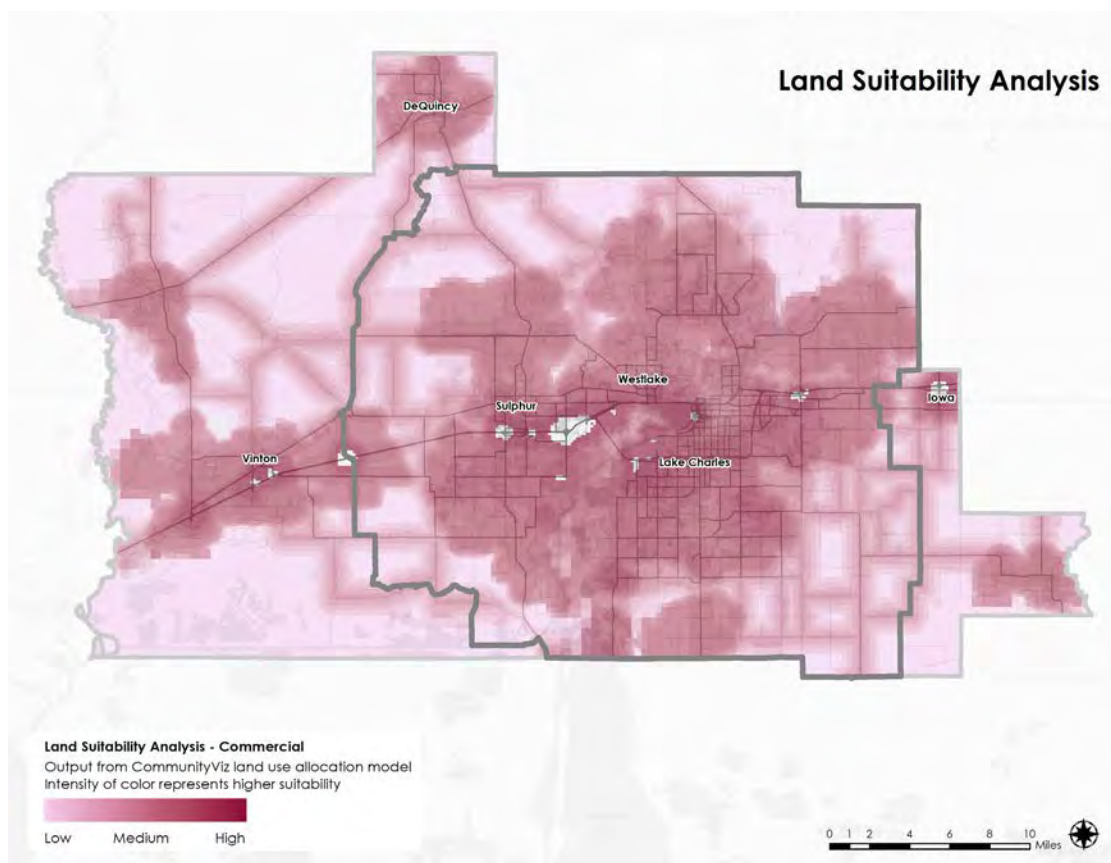 Land Suitability Analysis
DeQuincy
Westlake
Iowa
Sulphur
Vinton
Lake Charles
Land Suitability Analysis - Commercial
Output from CommunityViz land use allocation model
Intensity of color represents higher suitability
Low Medium High
0 1 2 4 6 8 10
Miles